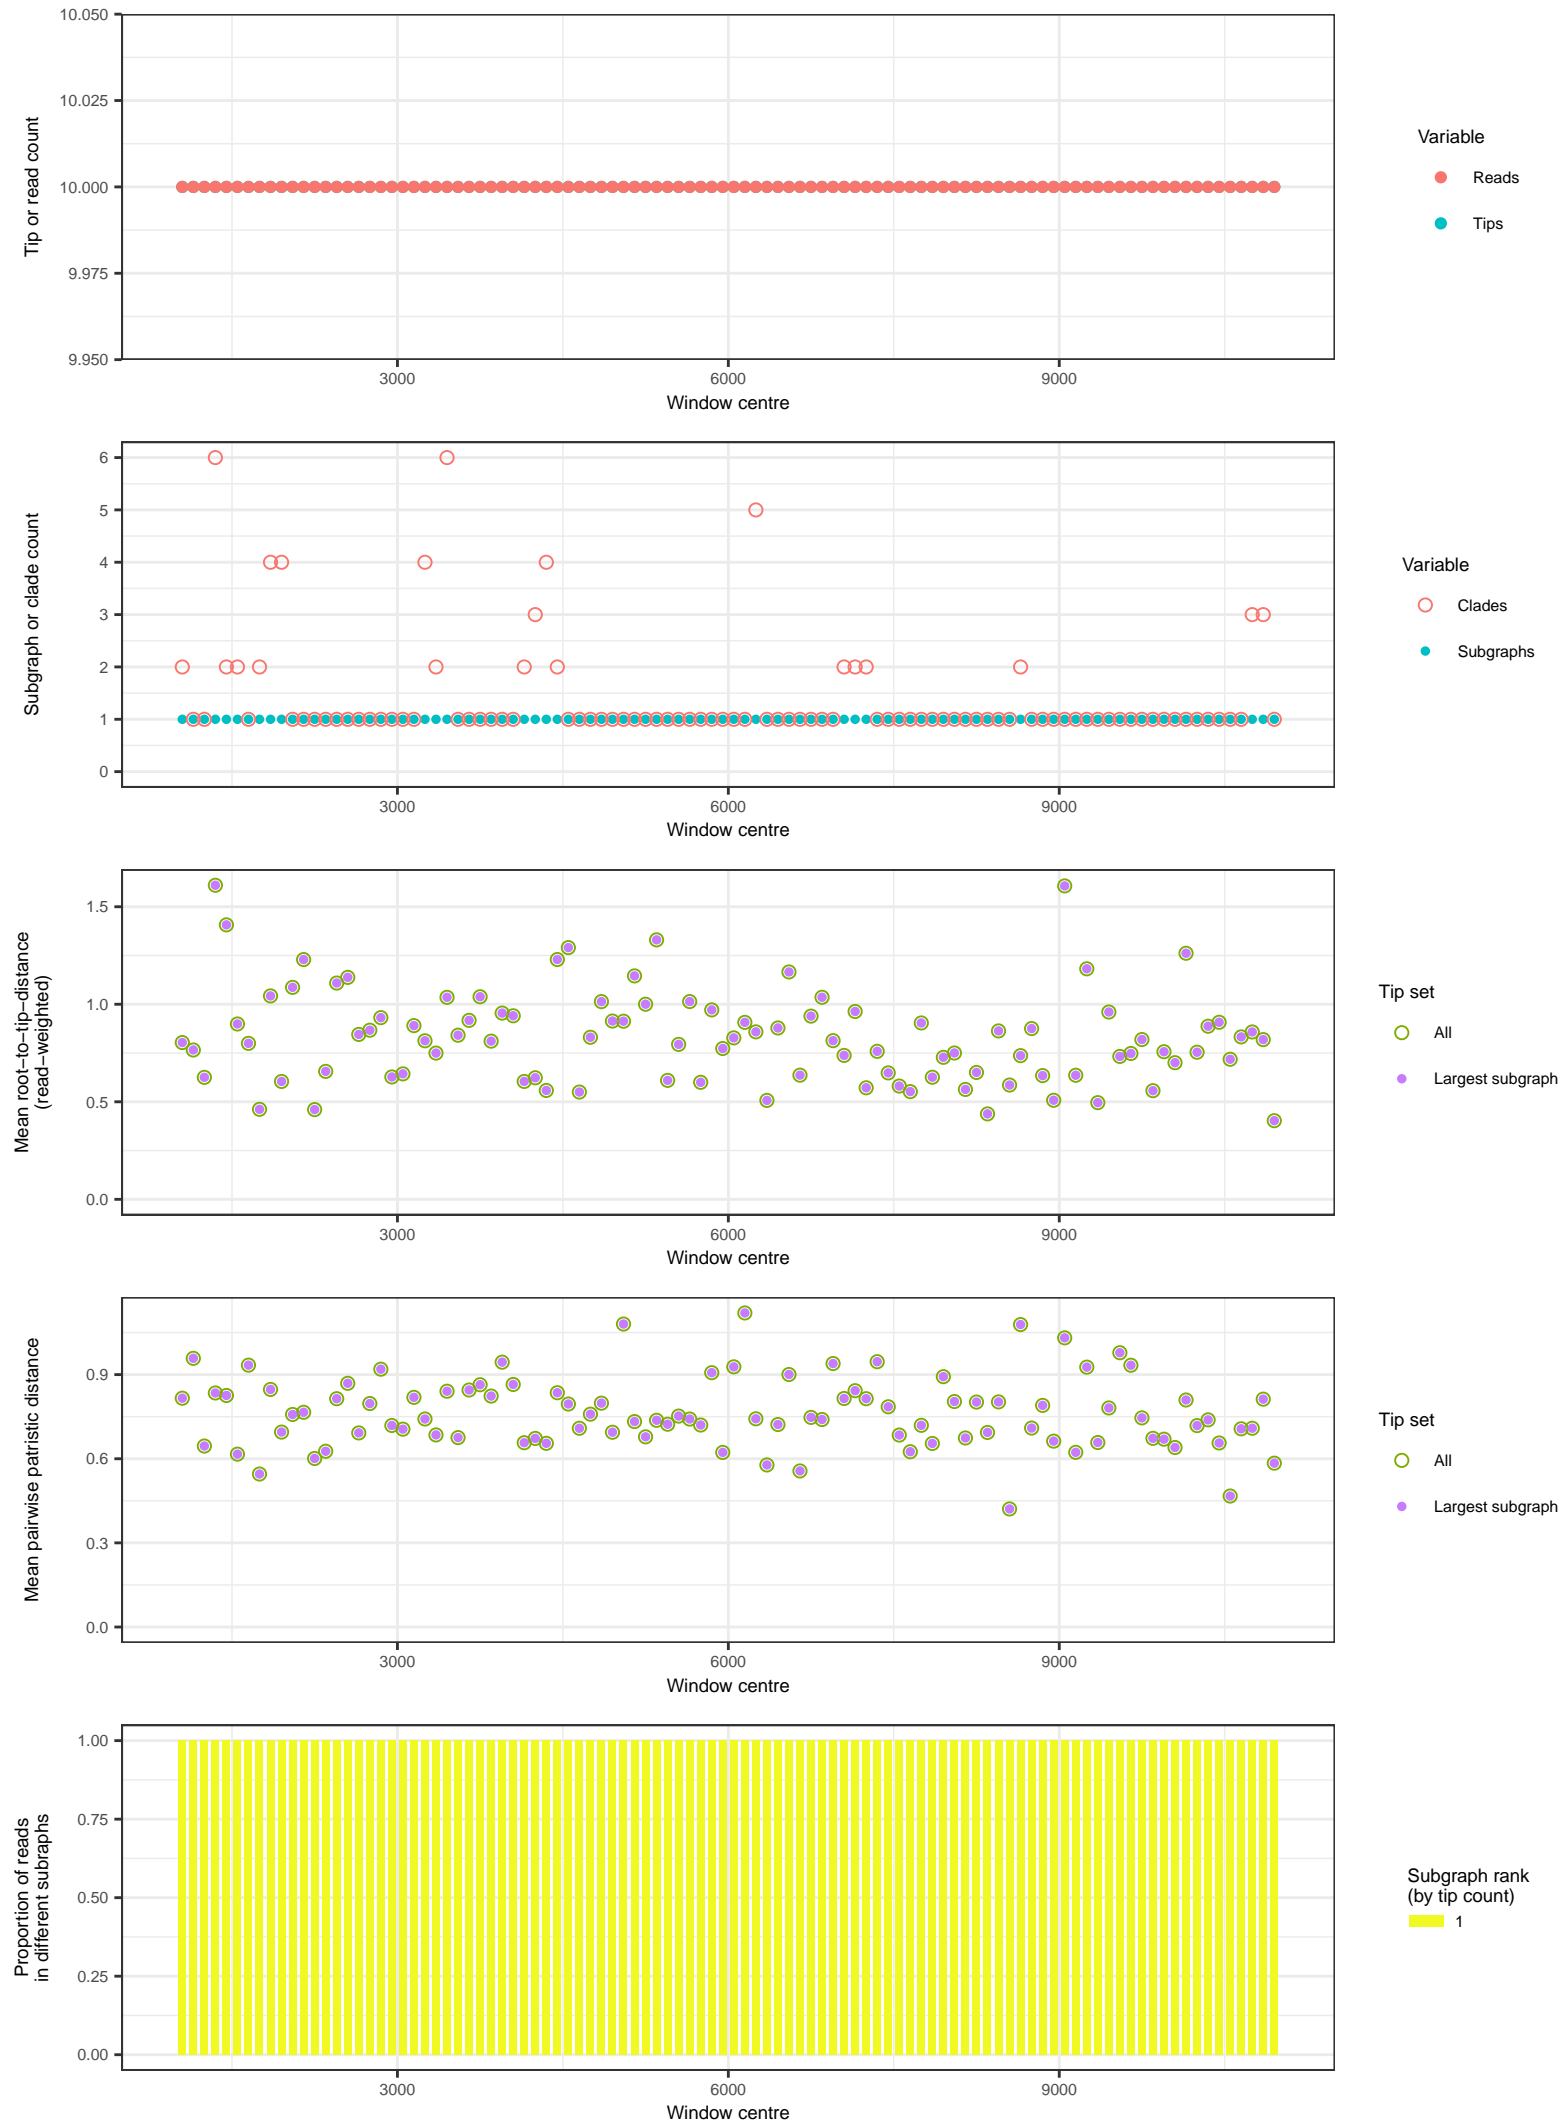 10.050
10.025
10.000
9.975
9.950
Tip or read count
3000
6000
9000
Window centre
Variable
Reads
Tips
6
5
4
3
2
1
0
Subgraph or clade count
3000
6000
9000
Window centre
Variable
Clades
Subgraphs
1.5
1.0
0.5
0.0
Mean root−to−tip−distance
(read−weighted)
3000
6000
9000
Window centre
Tip set
All
Largest subgraph
0.9
0.6
0.3
0.0
Mean pairwise patristic distance
3000
6000
9000
Window centre
Tip set
All
Largest subgraph
1.00
0.75
0.50
0.25
0.00
Proportion of reads
in different subraphs
3000
6000
9000
Window centre
Subgraph rank
(by tip count)
1